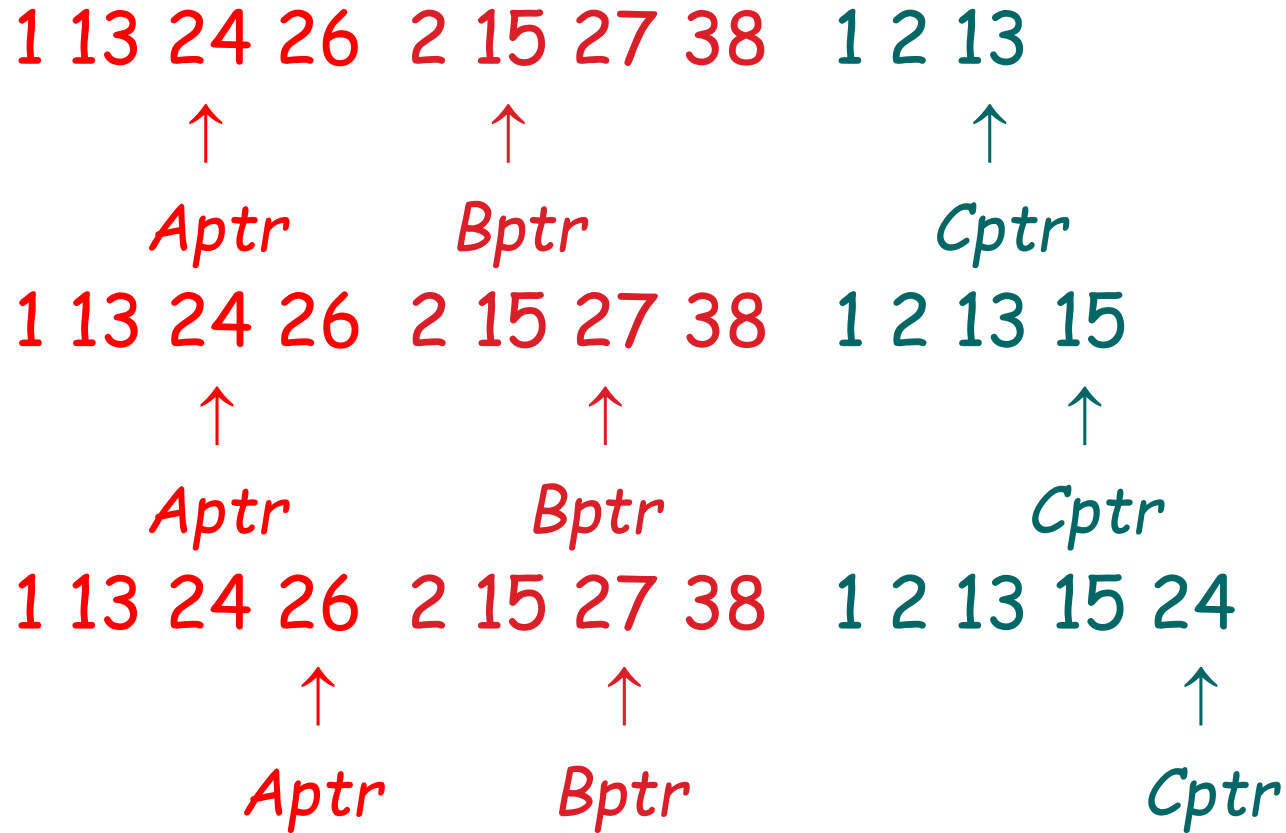 1 13 24 26 2 15 27 38 1 2 13
↑ ↑ ↑
Aptr Bptr Cptr
1 13 24 26 2 15 27 38 1 2 13 15
↑ ↑ ↑
Aptr Bptr Cptr
1 13 24 26 2 15 27 38 1 2 13 15 24
↑ ↑ ↑
Aptr Bptr Cptr